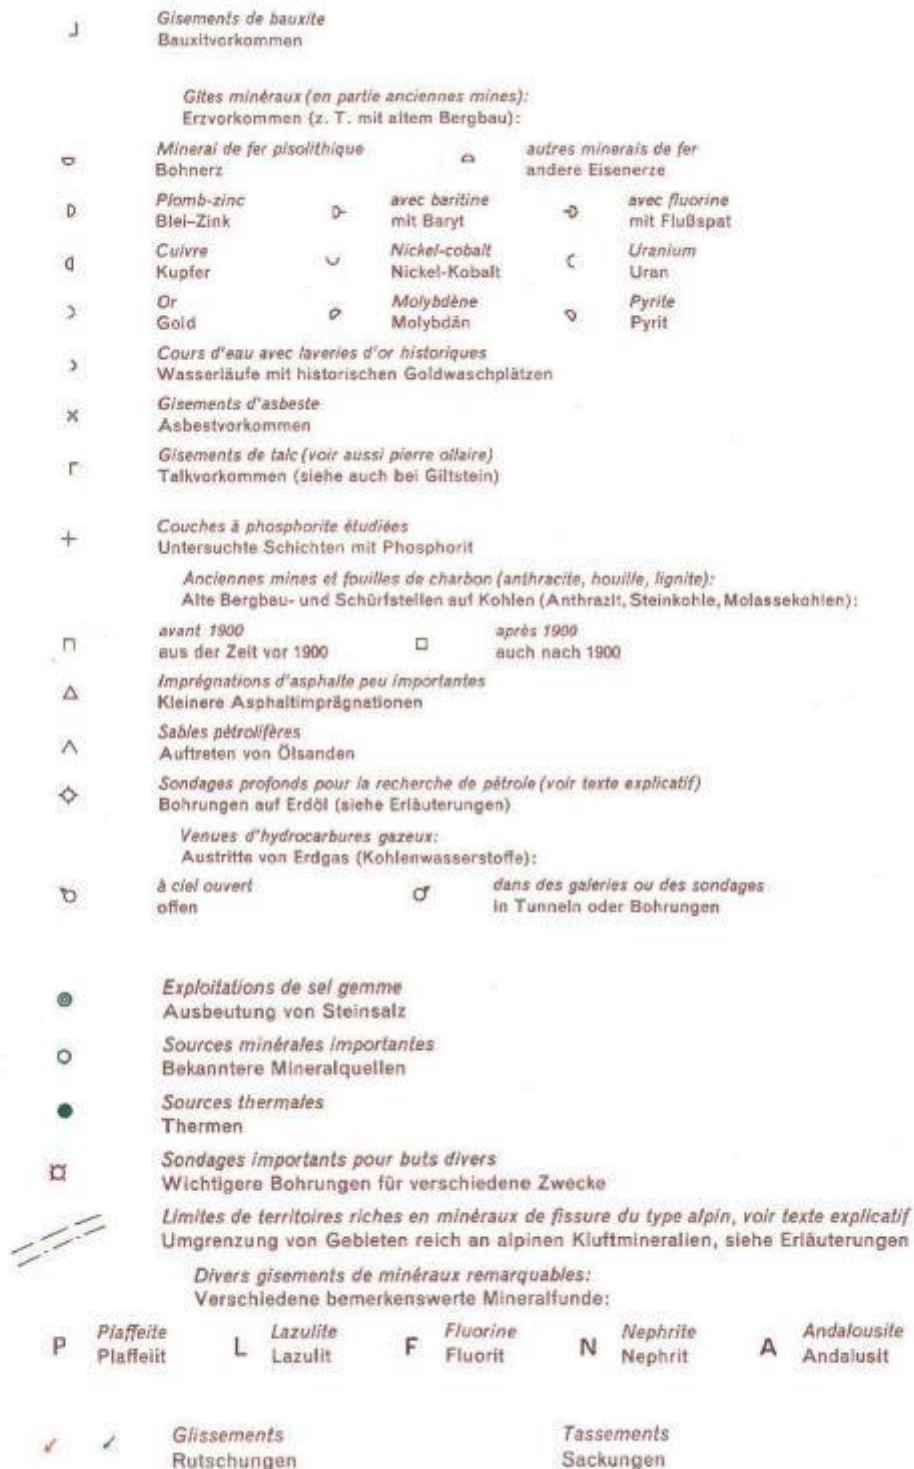 Gisements de bauxite
Bauxitvorkommen
Gîtes minéraux (en partie anciennes mines):
Erzvorkommen (z. T. mit altem Bergbau):
Minerai de fer pisolithique
Bohnerz
autres minerais de fer
andere Eisenerze
Plomb-zinc
Blei–Zink
avec baritine
mit Baryt
avec fluorine
mit Flußspat
Cuivre
Kupfer
Nickel-cobalt
Nickel-Kobalt
Uranium
Uran
Or
Gold
Molybdène
Molybdän
Pyrite
Pyrit
Cours d'eau avec laveries d'or historiques
Wasserläufe mit historischen Goldwaschplätzen
Gisements d'asbeste
Asbestvorkommen
Gisements de talc (voir aussi pierre ollaire)
Talkvorkommen (siehe auch bei Giltstein)
Couches à phosphorite étudiées
Untersuchte Schichten mit Phosphorit
Anciennes mines et fouilles de charbon (anthracite, houille, lignite):
Alte Bergbau- und Schürfstellen auf Kohlen (Anthrazit, Steinkohle, Molassekohlen):
avant 1900
aus der Zeit vor 1900
après 1900
auch nach 1900
Imprégnations d'asphalte peu importantes
Kleinere Asphaltimprägnationen
Sables pétrolifères
Auftreten von Ölsanden
Sondages profonds pour la recherche de pétrole (voir texte explicatif)
Bohrungen auf Erdöl (siehe Erläuterungen)
Venues d'hydrocarbures gazeux:
Austritte von Erdgas (Kohlenwasserstoffe):
à ciel ouvert
offen
dans des galeries ou des sondages
in Tunneln oder Bohrungen
Exploitations de sel gemme
Ausbeutung von Steinsalz
Sources minérales importantes
Bekanntere Mineralquellen
Sources thermales
Thermen
Sondages importants pour buts divers
Wichtigere Bohrungen für verschiedene Zwecke
Limites de territoires riches en minéraux de fissure du type alpin, voir texte explicatif
Umgrenzung von Gebieten reich an alpinen Kluftmineralien, siehe Erläuterungen
Divers gisements de minéraux remarquables:
Verschiedene bemerkenswerte Mineralfunde:
P Plaffeite
Plaffeiit
L Lazulite
Lazulit
F Fluorine
Fluorit
N Nephrite
Nephrit
A Andalousite
Andalusit
Glissements
Rutschungen
Tassements
Sackungen